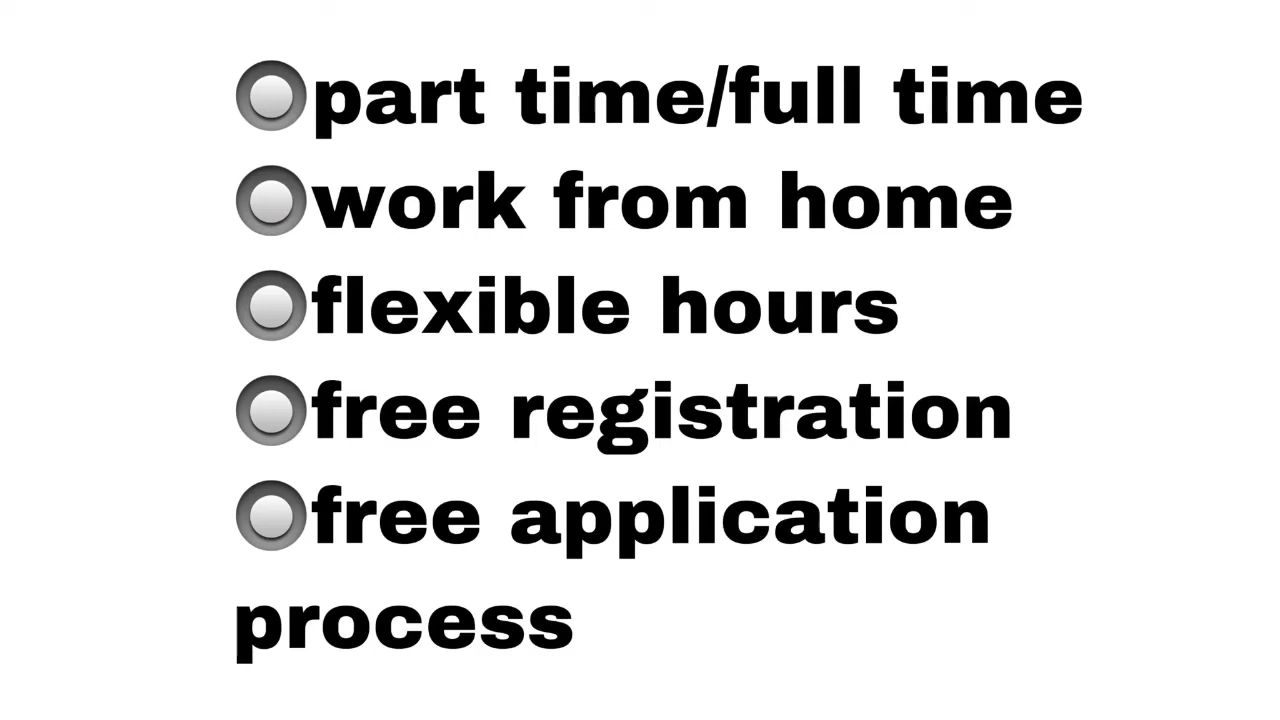 🔘part time/full time
🔘work from home
🔘flexible hours
🔘free registration
🔘free application
process